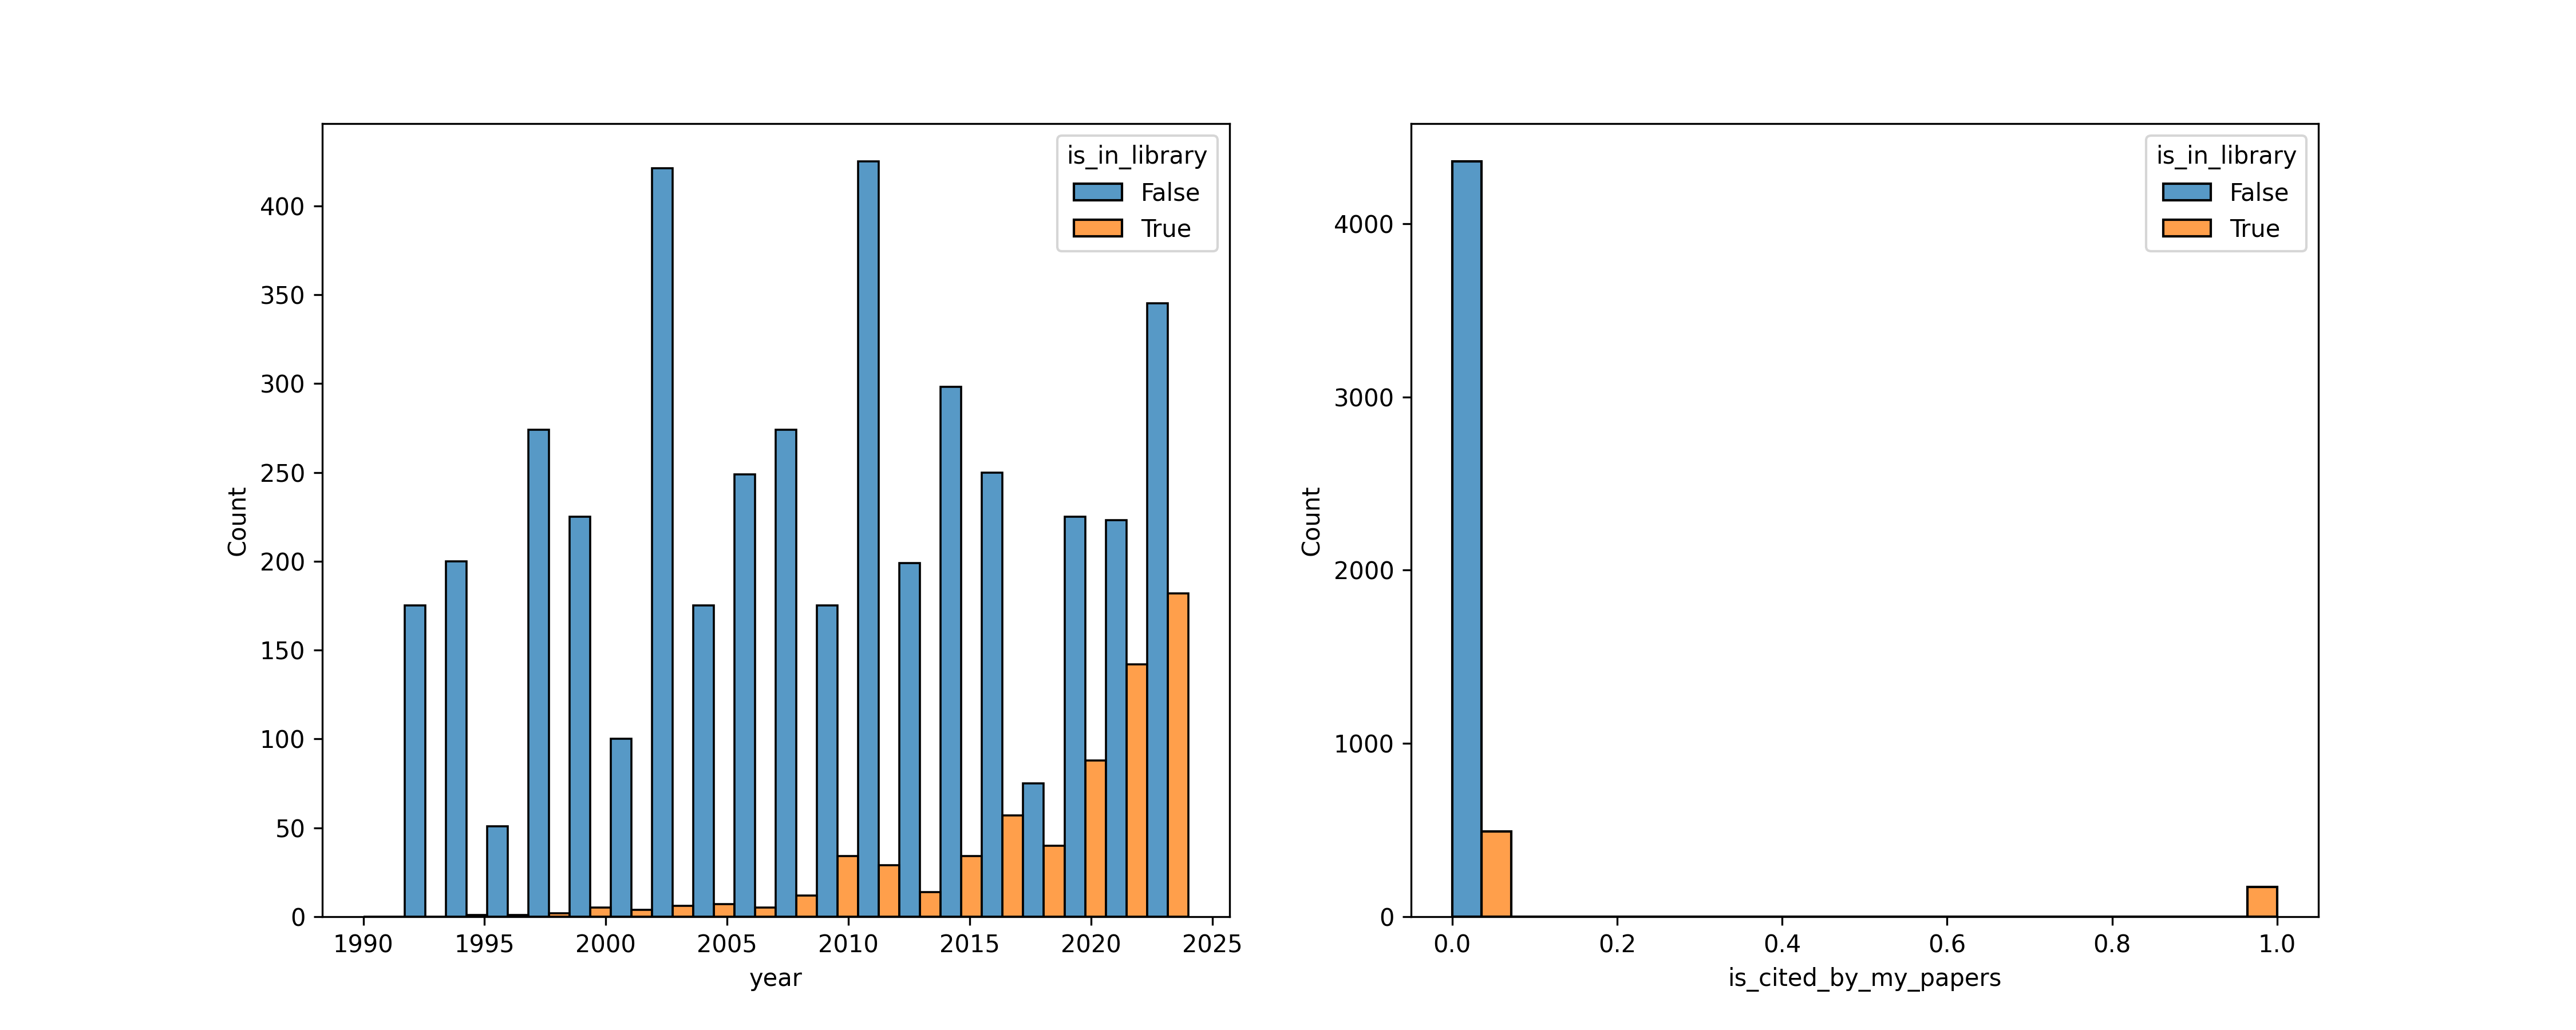 is_in_library
False
True
400
350
300
250
200
150
100
50
0
Count
1990 1995 2000 2005 2010 2015 2020 2025
year
is_in_library
False
True
4000
3000
2000
1000
0
Count
0.0 0.2 0.4 0.6 0.8 1.0
is_cited_by_my_papers